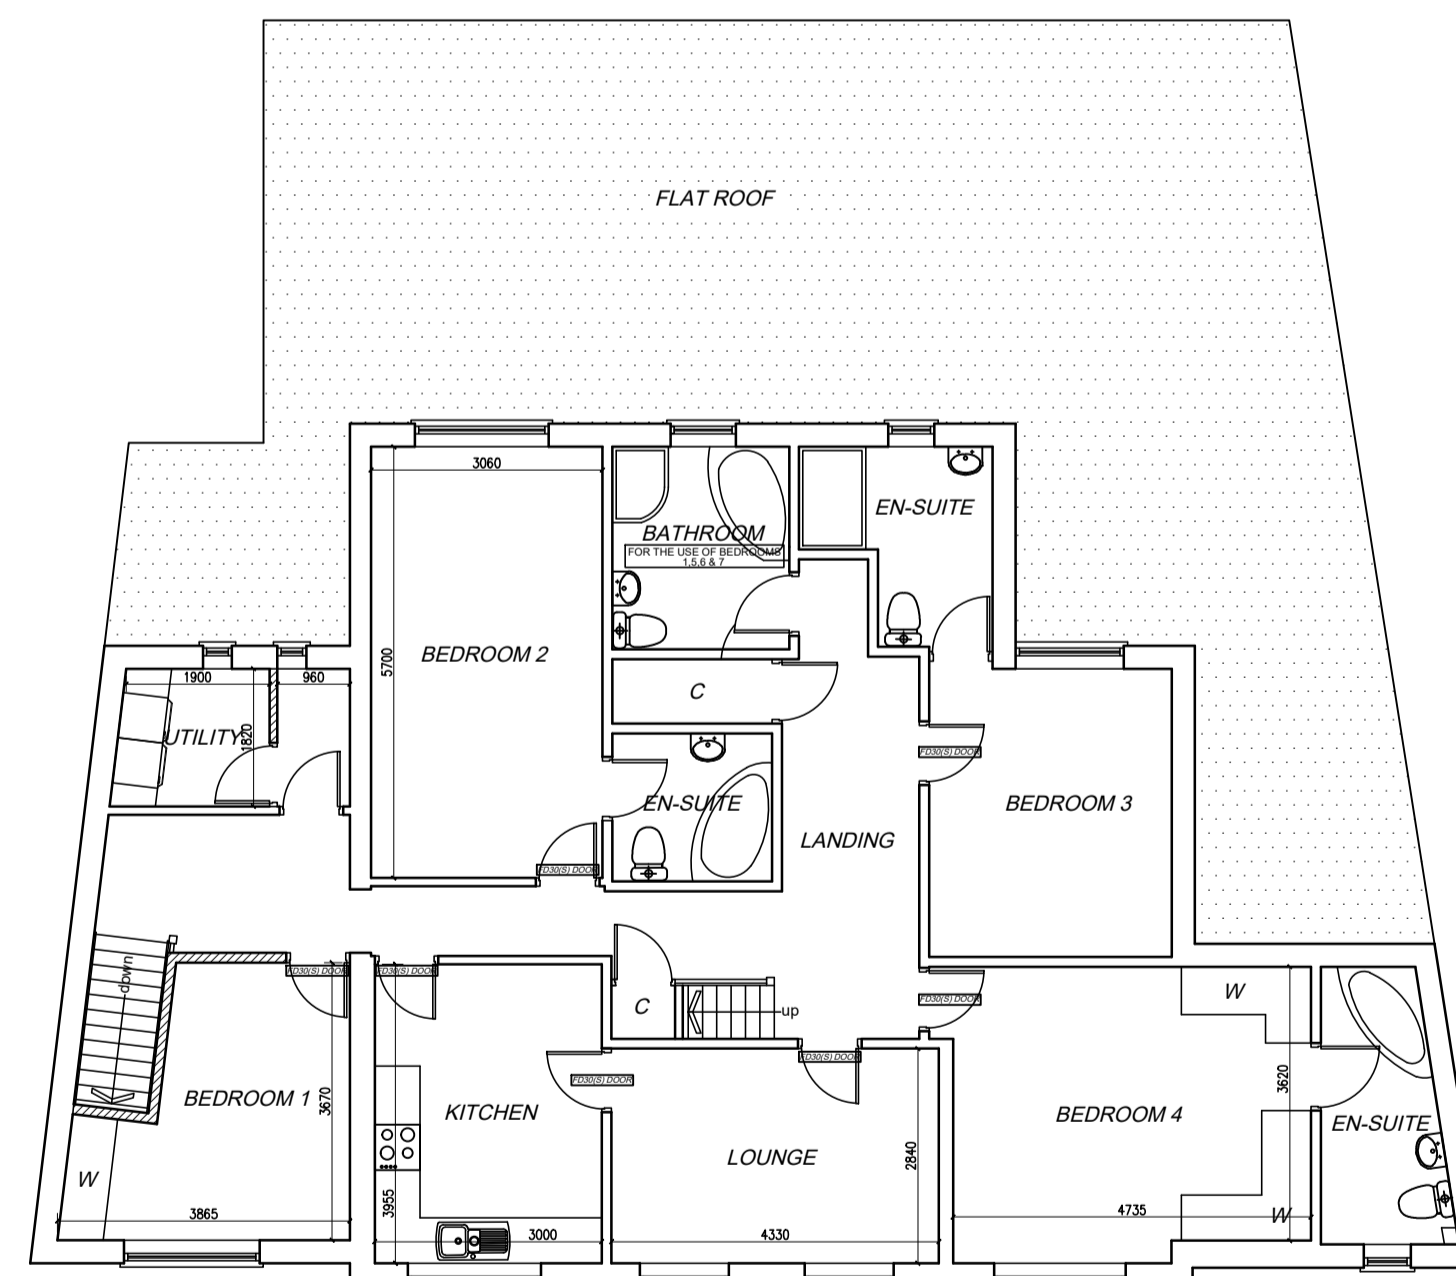 FLAT ROOF
3060
EN-SUITE
BATHROOM
FOR THE USE OF BEDROOMS
1,5,6 & 7
5700
BEDROOM 2
1900
960
C
UTILITY
1820
FD30(S) DOOR
EN-SUITE
BEDROOM 3
LANDING
FD30(S) DOOR
down
FD30(S) DOOR
FD30(S) DOOR
C
up
FD30(S) DOOR
W
FD30(S) DOOR
FD30(S) DOOR
BEDROOM 1
3670
KITCHEN
LOUNGE
2840
BEDROOM 4
3620
EN-SUITE
W
3865
3955
3000
4330
4735
W